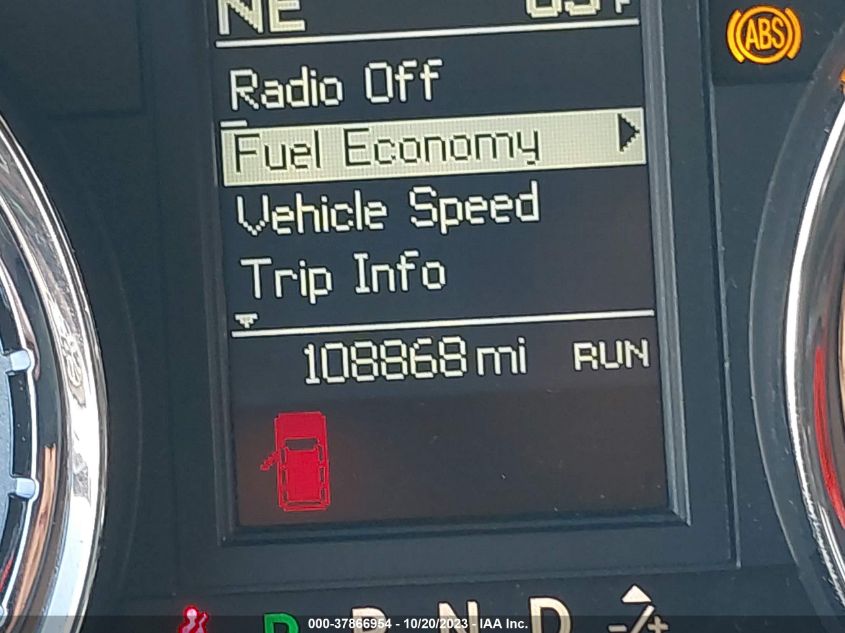 NE
ABS
Radio Off
Fuel Economy
Vehicle Speed
Trip Info
108868 mi RUN
P R N D -/+
000-37866954 - 10/20/2023 - IAA Inc.